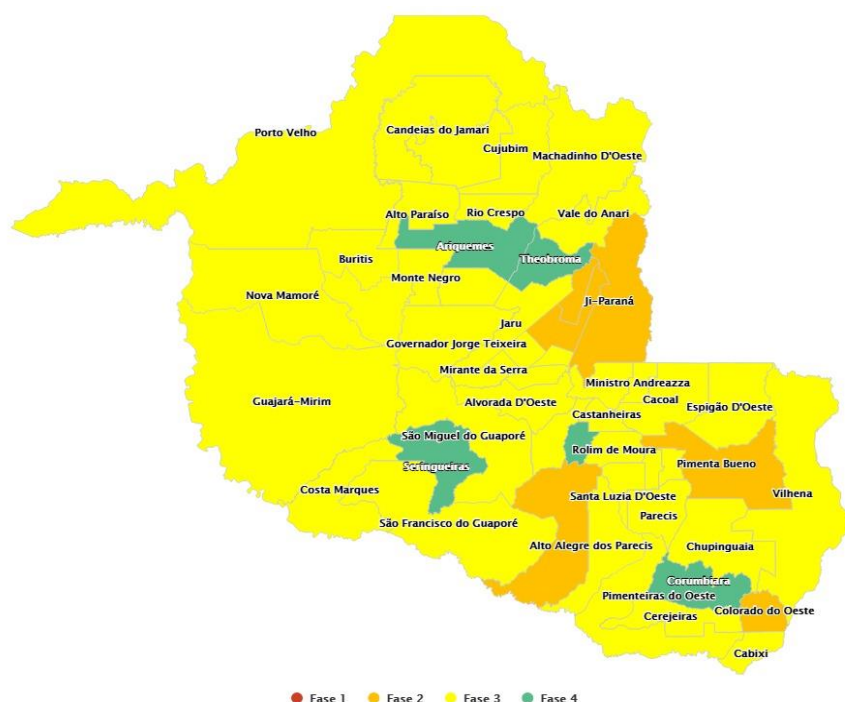 Porto Velho
Candeias do Jamari
Cujubim
Machadinho D'Oeste
Alto Paraíso
Rio Crespo
Vale do Anari
Ariquemes
Theobroma
Buritis
Monte Negro
Nova Mamoré
Ji-Paraná
Jaru
Governador Jorge Teixeira
Mirante da Serra
Ministro Andreazza
Guajará-Mirim
Alvorada D'Oeste
Cacoal
Espigão D'Oeste
Castanheiras
São Miguel do Guaporé
Rolim de Moura
Seringueiras
Pimenta Bueno
Costa Marques
Santa Luzia D'Oeste
Vilhena
Parecis
São Francisco do Guaporé
Alto Alegre dos Parecis
Chupinguaia
Corumbiara
Pimenteiras do Oeste
Colorado do Oeste
Cerejeiras
Cabixi
Fase 1 Fase 2 Fase 3 Fase 4